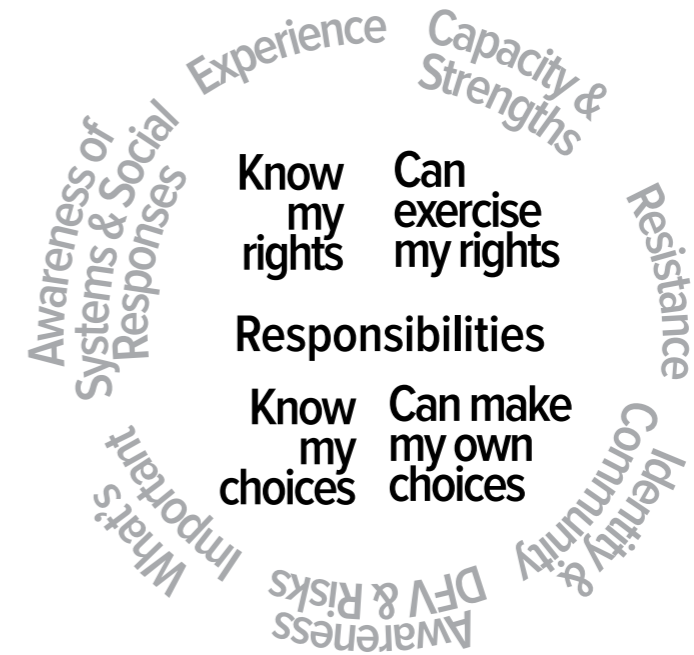 Experience
Capacity &
Strengths
Resistance
Identity &
Community
Awareness
DFV & Risks
What's
Important
Awareness of
Systems & Social
Responses
Know
my
rights
Can
exercise
my rights
Responsibilities
Know
my
choices
Can make
my own
choices